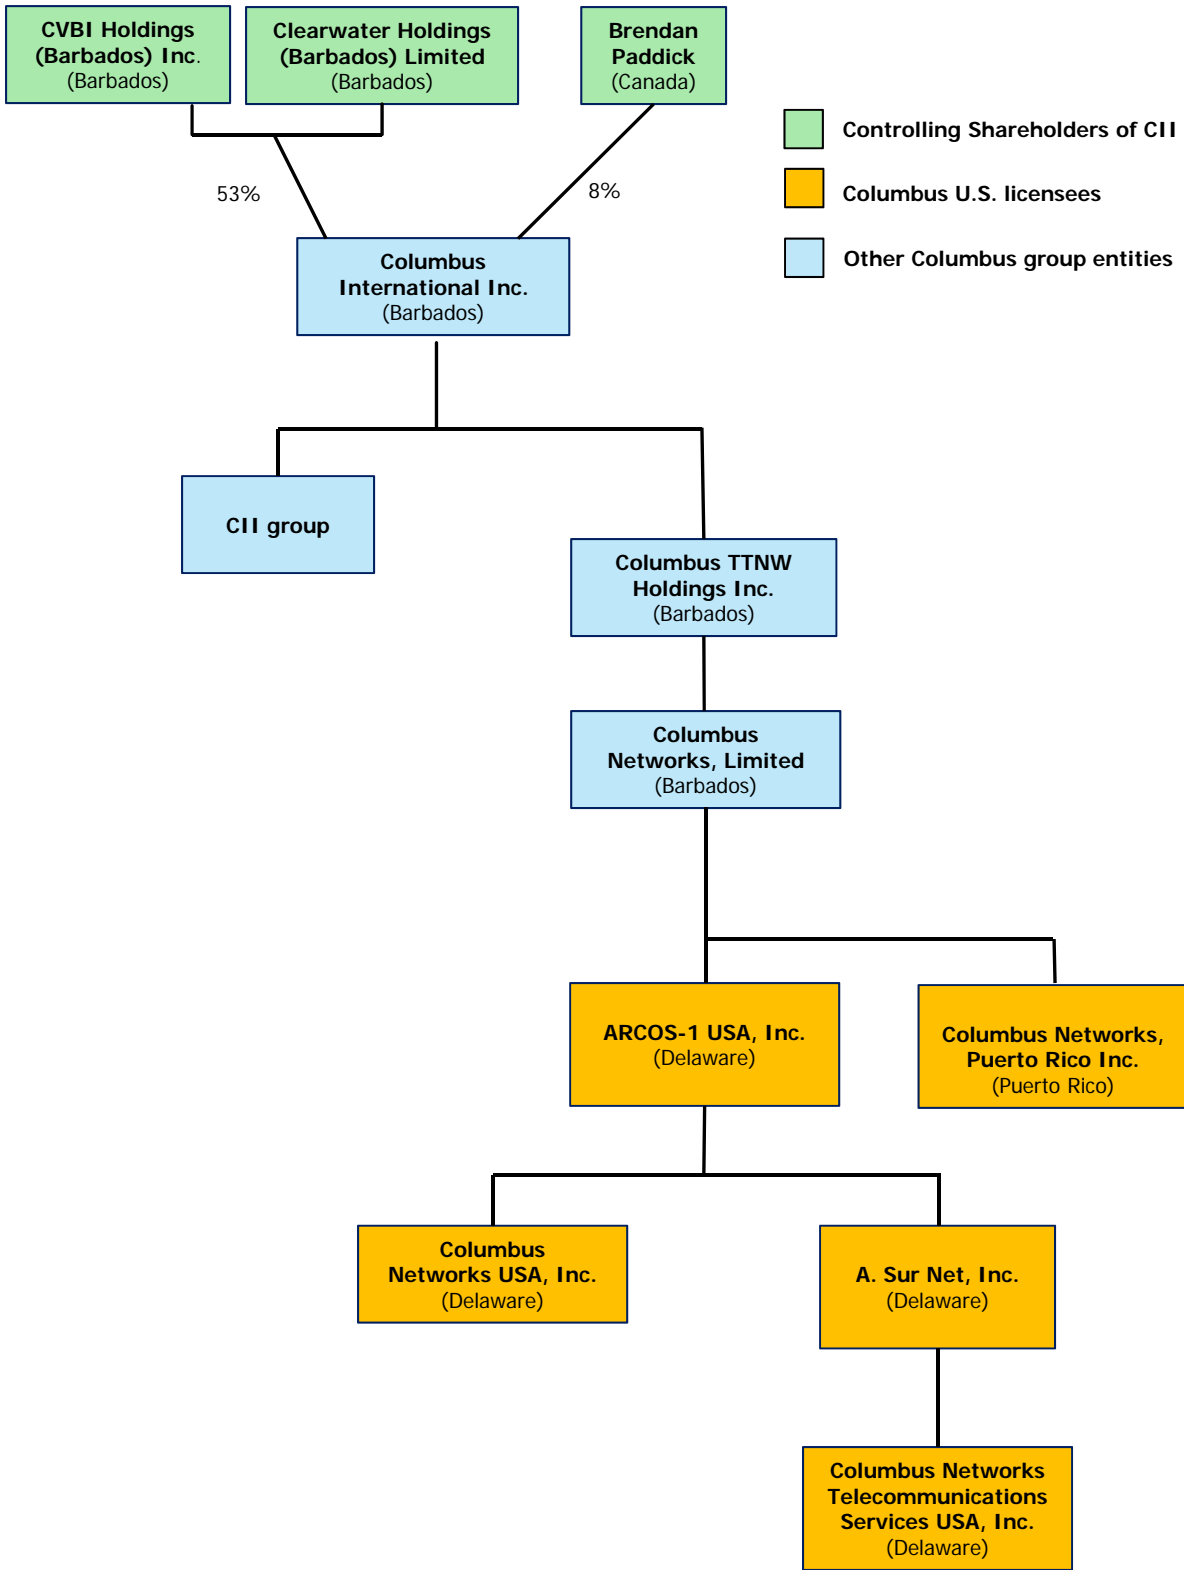 CVBI Holdings
(Barbados) Inc.
(Barbados)
Clearwater Holdings
(Barbados) Limited
(Barbados)
Brendan
Paddick
(Canada)
Controlling Shareholders of CII
Columbus U.S. licensees
Other Columbus group entities
53%
8%
Columbus
International Inc.
(Barbados)
CII group
Columbus TTNW
Holdings Inc.
(Barbados)
Columbus
Networks, Limited
(Barbados)
ARCOS-1 USA, Inc.
(Delaware)
Columbus Networks,
Puerto Rico Inc.
(Puerto Rico)
Columbus
Networks USA, Inc.
(Delaware)
A. Sur Net, Inc.
(Delaware)
Columbus Networks
Telecommunications
Services USA, Inc.
(Delaware)